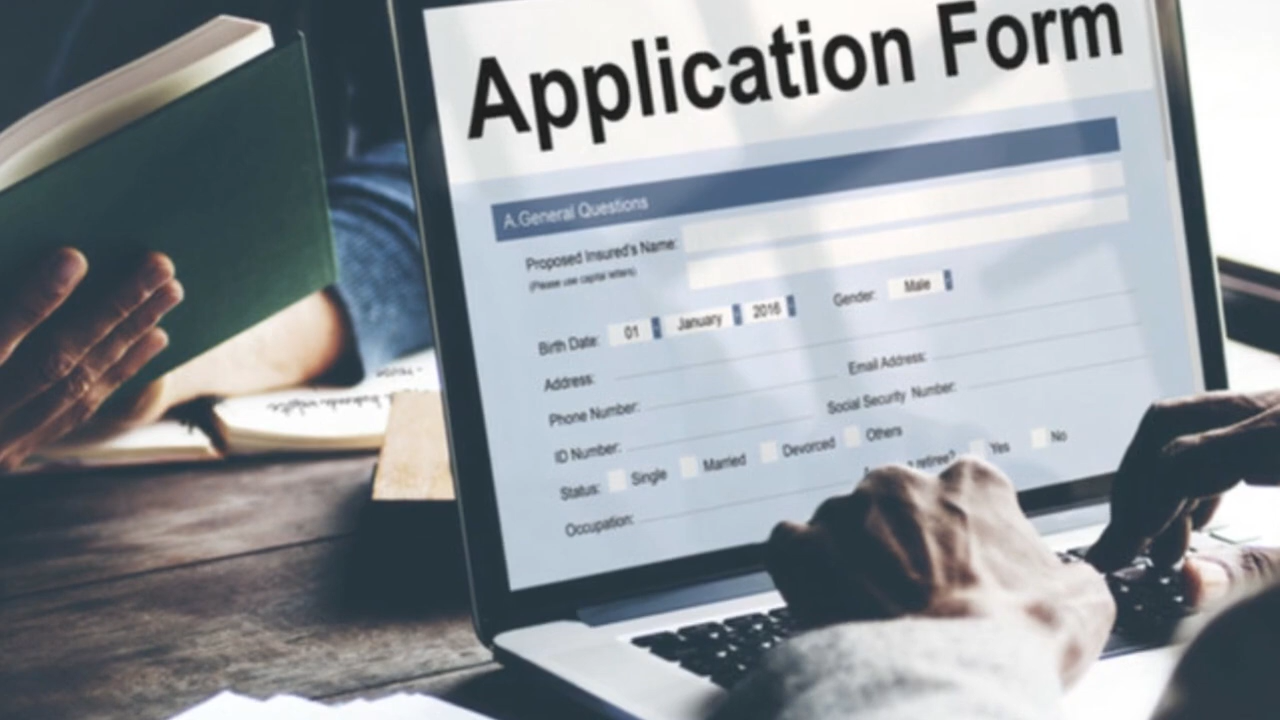 Application Form
A.General Questions
Proposed Insured's Name:
(Please use capital letters)
Birth Date: 01 January 2016 Gender: Male
Address:
Phone Number: Email Address:
ID Number: Social Security Number:
Status: Single Married Devorced Others
retiree? Yes No
Occupation: